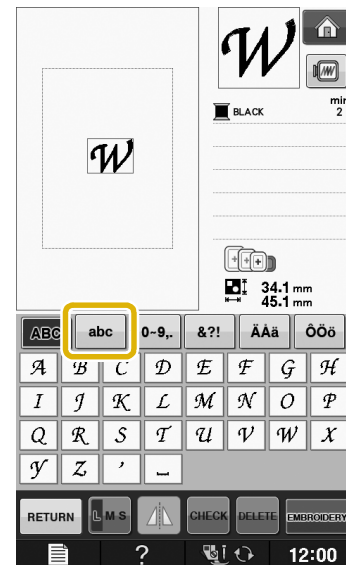 W
BLACK
min
2
W
34.1 mm
45.1 mm
ABC abc 0~9,. &?! ÄÅä ÔÖö
A B C D E F G H
I J K L M N O P
Q R S T U V W X
Y Z ’ _
RETURN L M S CHECK DELETE EMBROIDERY
? 12:00